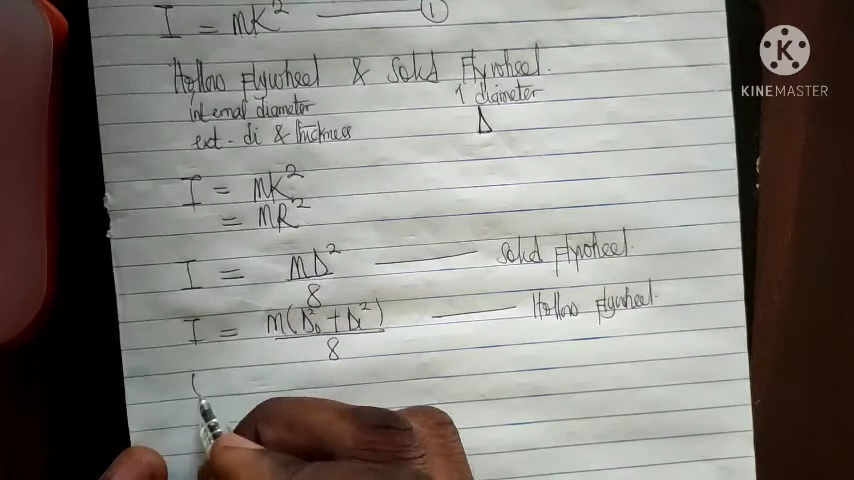 I = mK² ——— ①
Hollow Flywheel & Solid Flywheel.
internal diameter
1 diameter
ext - di & thickness
D
I = mK²
= mR²
I = mD²/8 ——— Solid Flywheel.
I = m(D₀² + Di²)/8 ——— Hollow Flywheel.
K
KINEMASTER